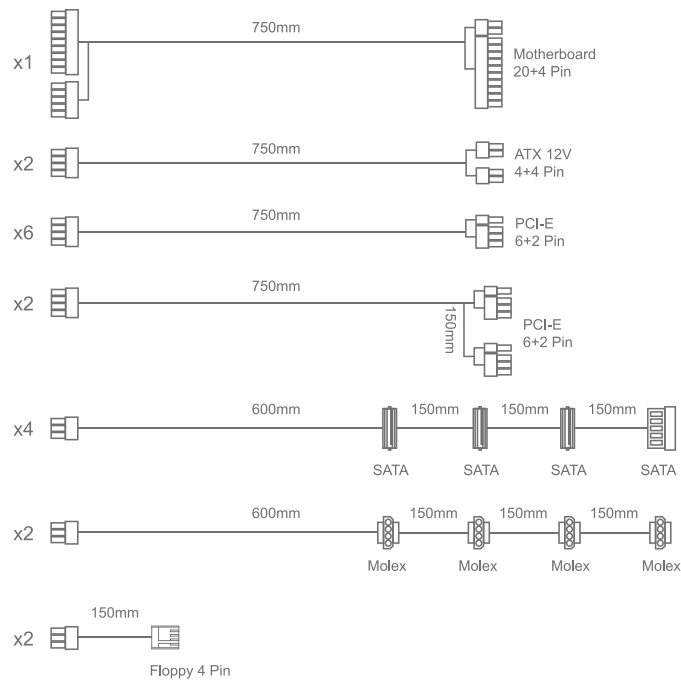 750mm
x1
Motherboard
20+4 Pin
750mm
x2
ATX 12V
4+4 Pin
750mm
x6
PCI-E
6+2 Pin
750mm
x2
150mm
PCI-E
6+2 Pin
600mm 150mm 150mm 150mm
x4
SATA SATA SATA SATA
600mm 150mm 150mm 150mm
x2
Molex Molex Molex Molex
150mm
x2
Floppy 4 Pin